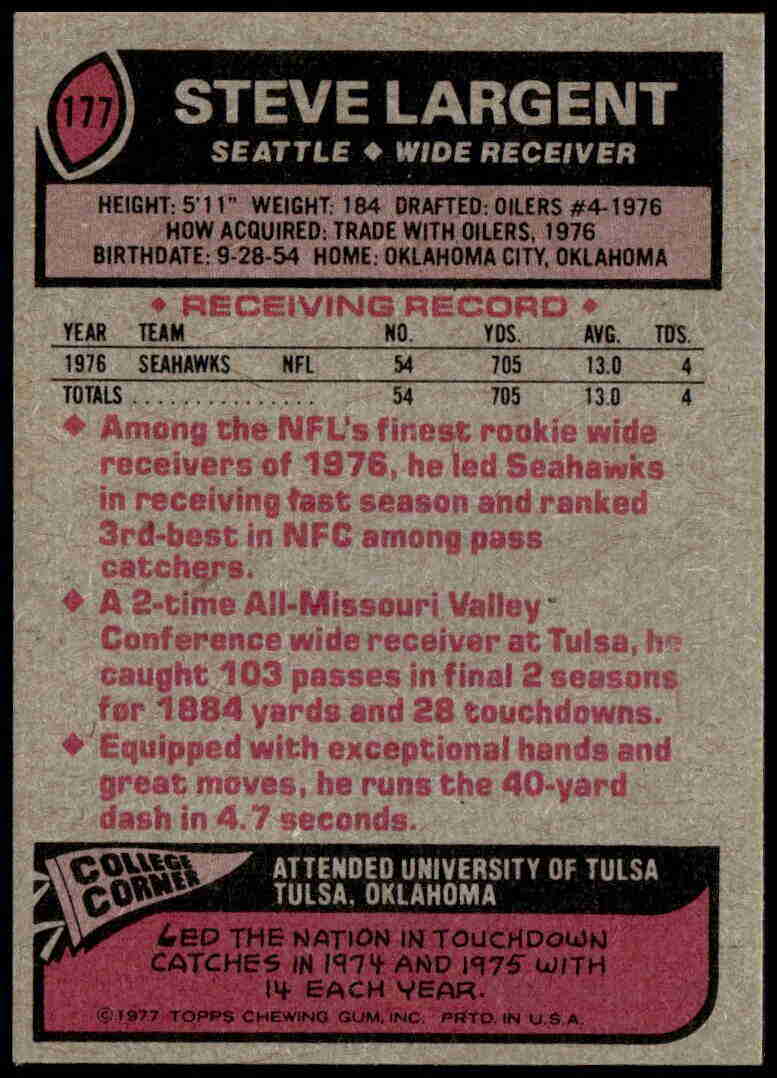 177
STEVE LARGENT
SEATTLE ◆ WIDE RECEIVER
HEIGHT: 5'11" WEIGHT: 184 DRAFTED: OILERS #4-1976
HOW ACQUIRED: TRADE WITH OILERS, 1976
BIRTHDATE: 9-28-54 HOME: OKLAHOMA CITY, OKLAHOMA
◆ RECEIVING RECORD ◆
YEAR TEAM NO. YDS. AVG. TDS.
1976 SEAHAWKS NFL 54 705 13.0 4
TOTALS ............... 54 705 13.0 4
◆ Among the NFL's finest rookie wide
receivers of 1976, he led Seahawks
in receiving last season and ranked
3rd-best in NFC among pass
catchers.
◆ A 2-time All-Missouri Valley
Conference wide receiver at Tulsa, he
caught 103 passes in final 2 seasons
for 1884 yards and 28 touchdowns.
◆ Equipped with exceptional hands and
great moves, he runs the 40-yard
dash in 4.7 seconds.
COLLEGE
CORNER
ATTENDED UNIVERSITY OF TULSA
TULSA, OKLAHOMA
LED THE NATION IN TOUCHDOWN
CATCHES IN 1974 AND 1975 WITH
14 EACH YEAR.
©1977 TOPPS CHEWING GUM, INC. PRTD. IN U.S.A.